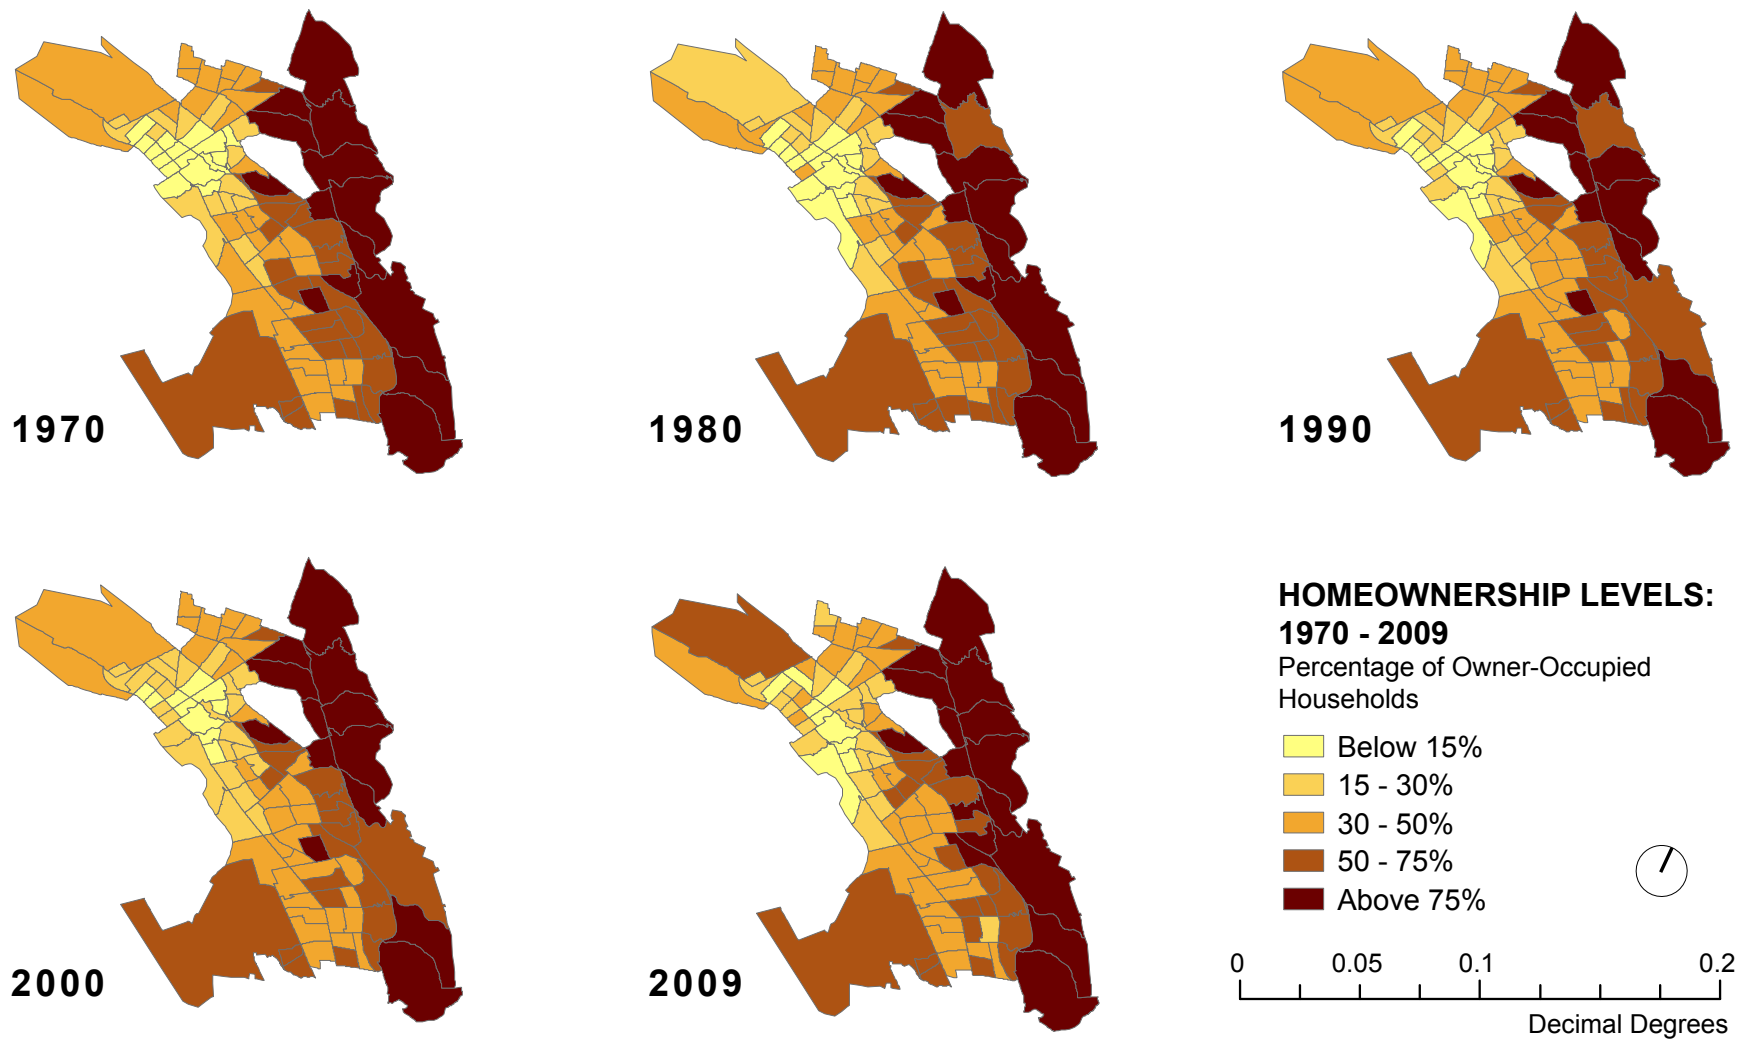 1970
1980
1990
2000
2009
HOMEOWNERSHIP LEVELS:
1970 - 2009
Percentage of Owner-Occupied
Households
Below 15%
15 - 30%
30 - 50%
50 - 75%
Above 75%
0 0.05 0.1 0.2
Decimal Degrees